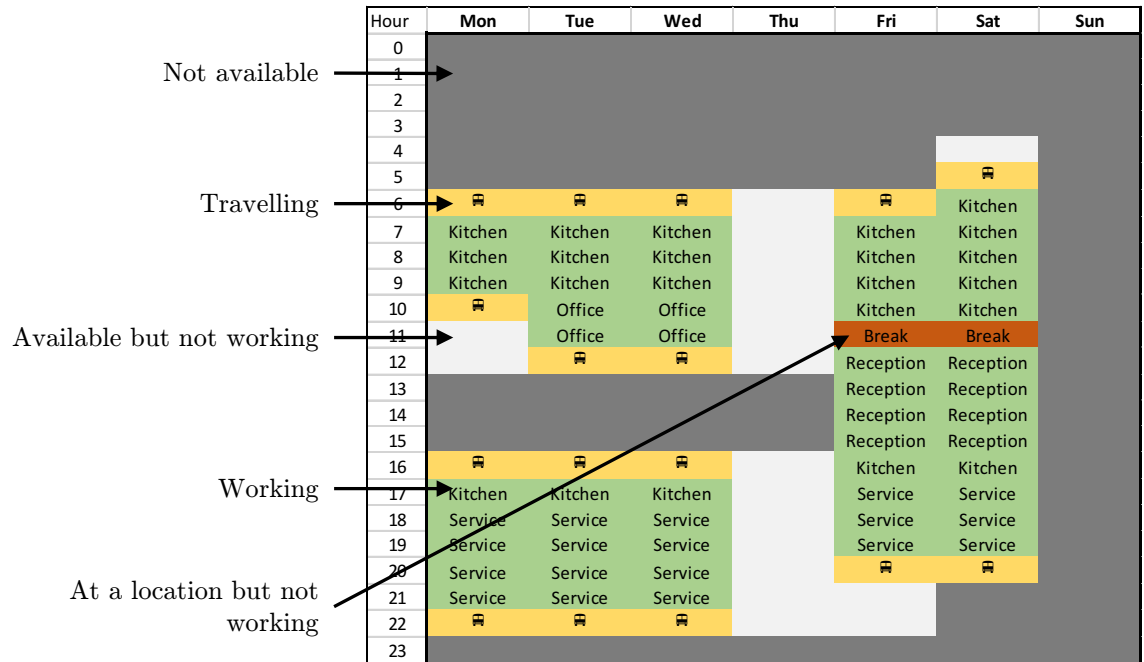 Hour Mon Tue Wed Thu Fri Sat Sun
0
Not available 1
2
3
4
5
Travelling 6 Kitchen
7 Kitchen Kitchen Kitchen Kitchen Kitchen
8 Kitchen Kitchen Kitchen Kitchen Kitchen
9 Kitchen Kitchen Kitchen Kitchen Kitchen
10 Office Office Kitchen Kitchen
Available but not working 11 Office Office Break Break
12 Reception Reception
13 Reception Reception
14 Reception Reception
15 Reception Reception
16 Kitchen Kitchen
Working 17 Kitchen Kitchen Kitchen Service Service
18 Service Service Service Service Service
19 Service Service Service Service Service
20 Service Service Service
At a location but not
21 Service Service Service
working 22
23